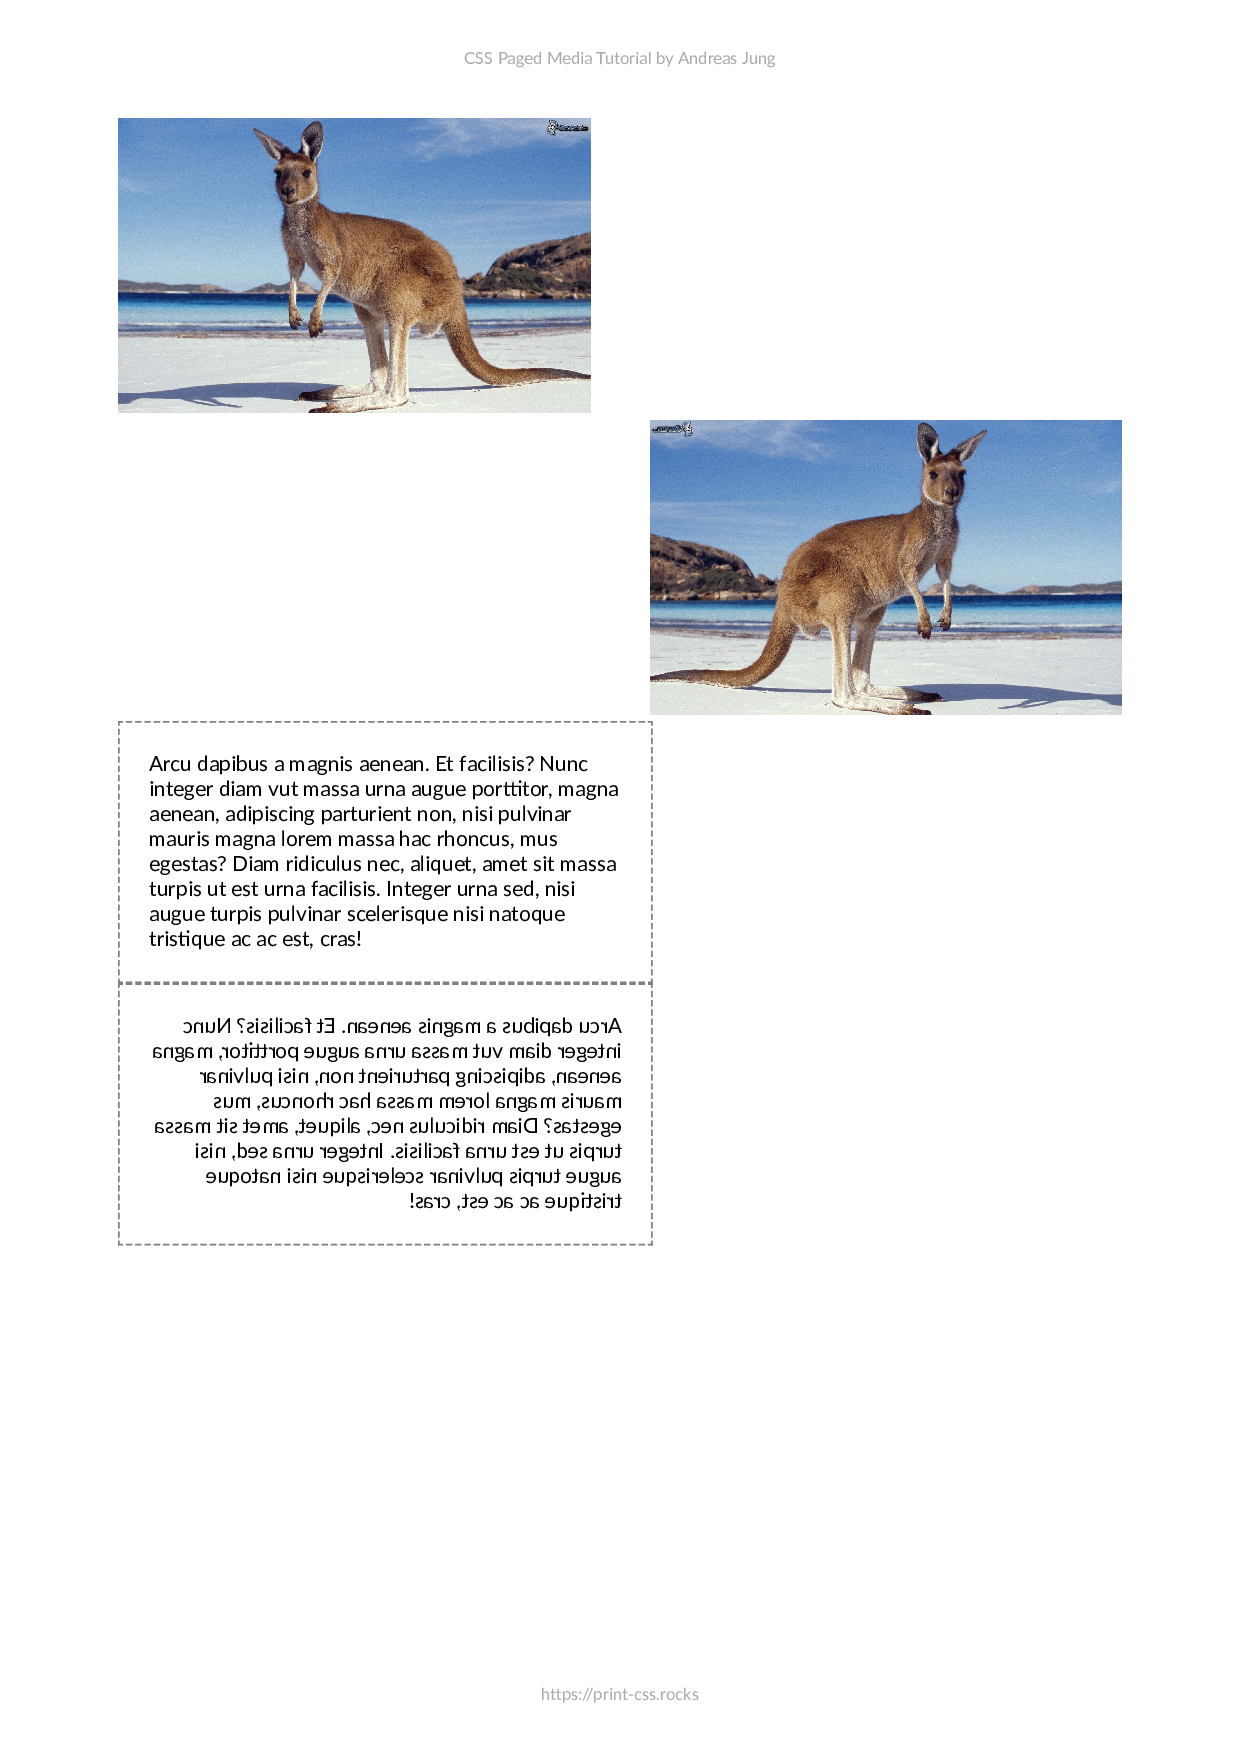 CSS Paged Media Tutorial by Andreas Jung
Arcu dapibus a magnis aenean. Et facilisis? Nunc
integer diam vut massa urna augue porttitor, magna
aenean, adipiscing parturient non, nisi pulvinar
mauris magna lorem massa hac rhoncus, mus
egestas? Diam ridiculus nec, aliquet, amet sit massa
turpis ut est urna facilisis. Integer urna sed, nisi
augue turpis pulvinar scelerisque nisi natoque
tristique ac ac est, cras!
Arcu dapibus a magnis aenean. Et facilisis? Nunc
integer diam vut massa urna augue porttitor, magna
aenean, adipiscing parturient non, nisi pulvinar
mauris magna lorem massa hac rhoncus, mus
egestas? Diam ridiculus nec, aliquet, amet sit massa
turpis ut est urna facilisis. Integer urna sed, nisi
augue turpis pulvinar scelerisque nisi natoque
tristique ac ac est, cras!
https://print-css.rocks